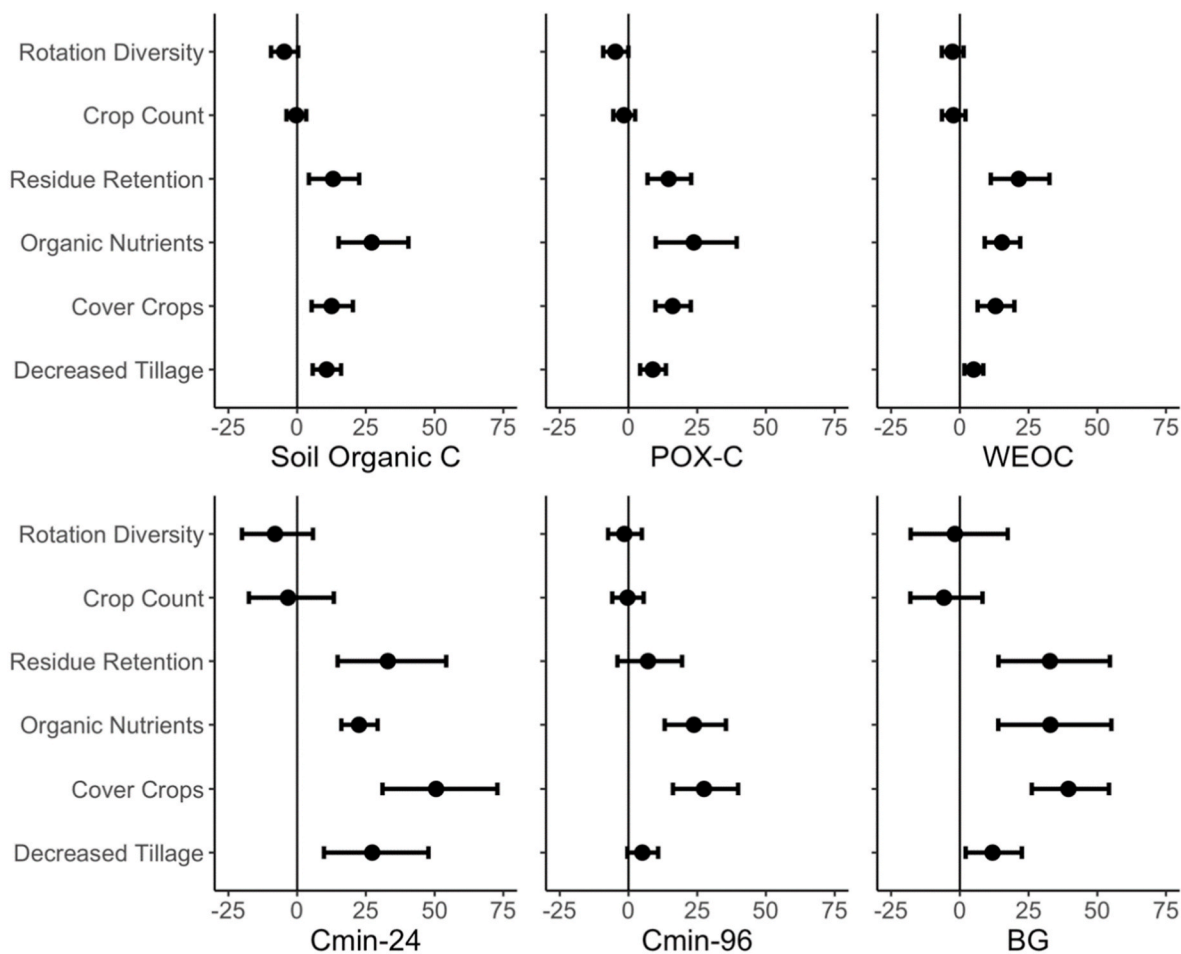 Rotation Diversity
Crop Count
Residue Retention
Organic Nutrients
Cover Crops
Decreased Tillage
-25 0 25 50 75
Soil Organic C
-25 0 25 50 75
POX-C
-25 0 25 50 75
WEOC
Rotation Diversity
Crop Count
Residue Retention
Organic Nutrients
Cover Crops
Decreased Tillage
-25 0 25 50 75
Cmin-24
-25 0 25 50 75
Cmin-96
-25 0 25 50 75
BG